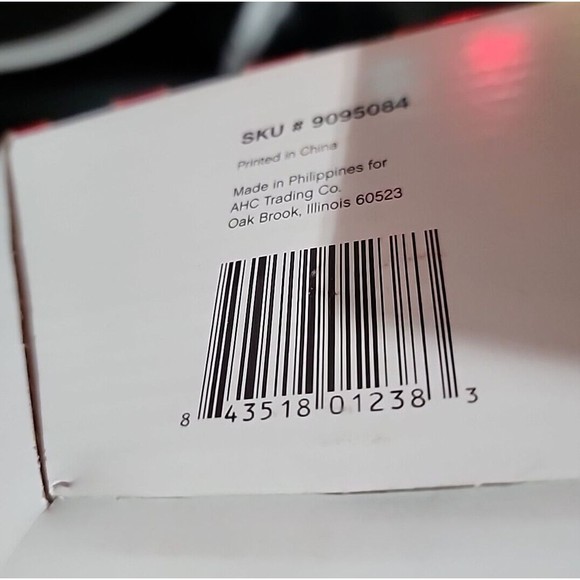 SKU # 9095084
Printed in China
Made in Philippines for
AHC Trading Co.
Oak Brook, Illinois 60523
8 43518 01238 3